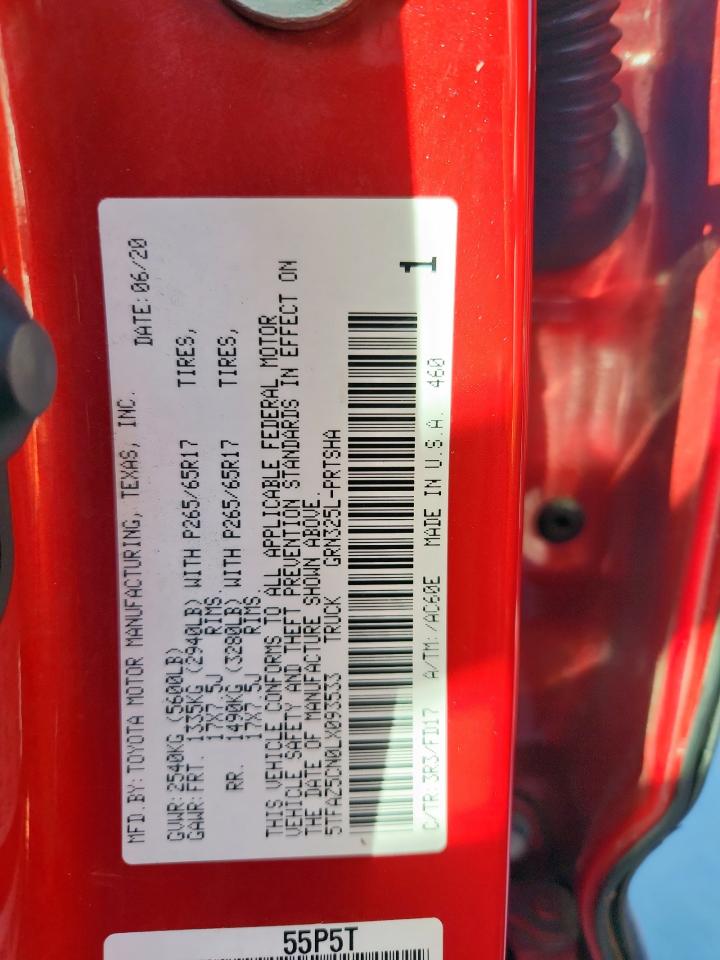 MFD BY: TOYOTA MOTOR MANUFACTURING, TEXAS, INC. DATE: 06/20
GVWR: 2540KG (5600LB)
GAWR: FRT. 1335KG (2940LB) WITH P265/65R17 TIRES,
17X7.5J RIMS.
RR. 1490KG (3280LB) WITH P265/65R17 TIRES,
17X7.5J RIMS.
THIS VEHICLE CONFORMS TO ALL APPLICABLE FEDERAL MOTOR
VEHICLE SAFETY AND THEFT PREVENTION STANDARDS IN EFFECT ON
THE DATE OF MANUFACTURE SHOWN ABOVE.
5TFAZ5CN0LX093533 TRUCK GRN325L-PRTSHA
1
C/TR: 3R3/FD17 A/TM: /AC60E MADE IN U.S.A. 460
55P5T